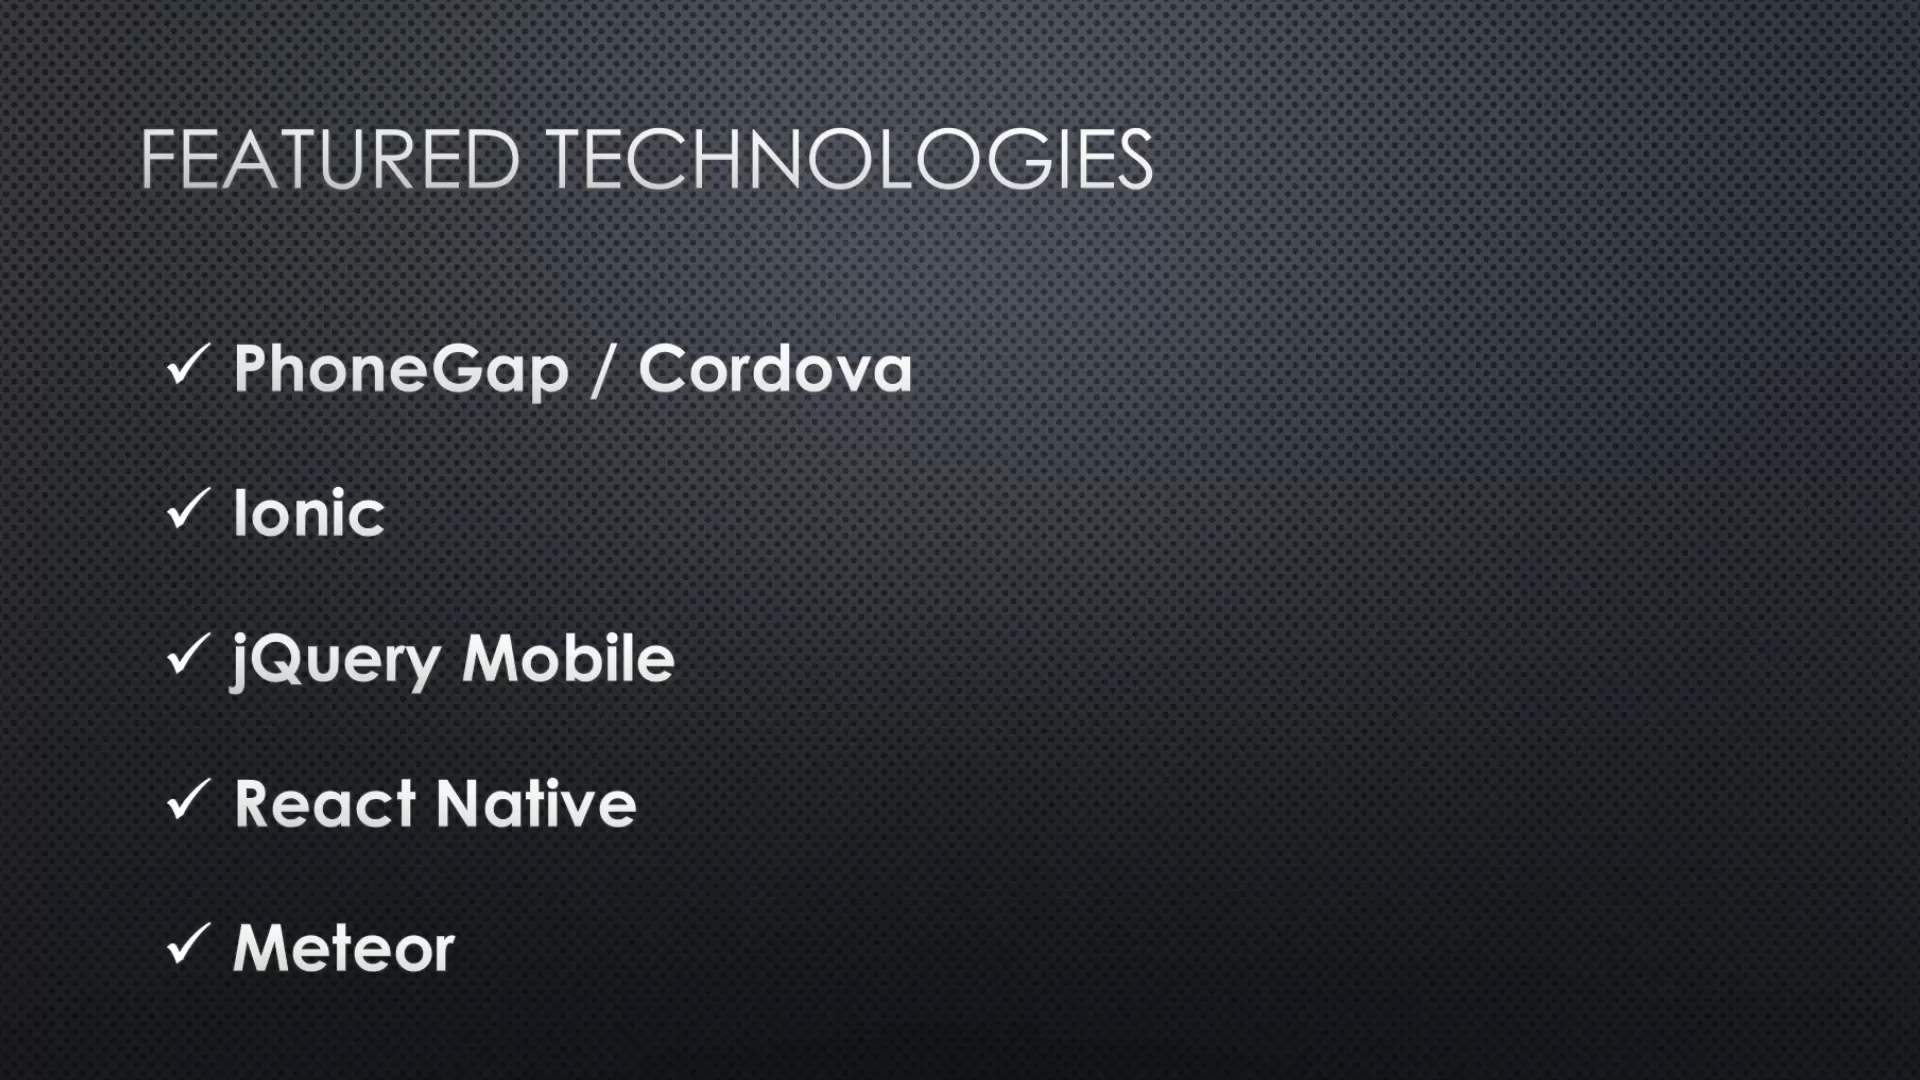 FEATURED TECHNOLOGIES
✓ PhoneGap / Cordova
✓ Ionic
✓ jQuery Mobile
✓ React Native
✓ Meteor